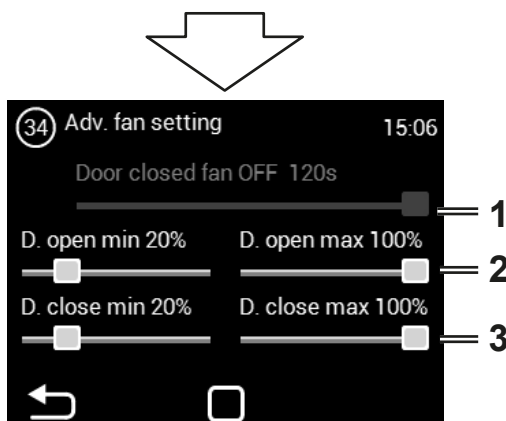 34 Adv. fan setting 15:06
Door closed fan OFF 120s
1
D. open min 20% D. open max 100%
2
D. close min 20% D. close max 100%
3